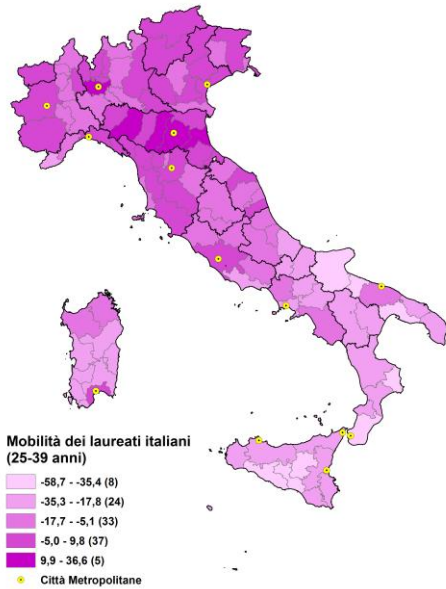 Mobilità dei laureati italiani
(25-39 anni)
-58,7 - -35,4 (8)
-35,3 - -17,8 (24)
-17,7 - -5,1 (33)
-5,0 - 9,8 (37)
9,9 - 36,6 (5)
Città Metropolitane